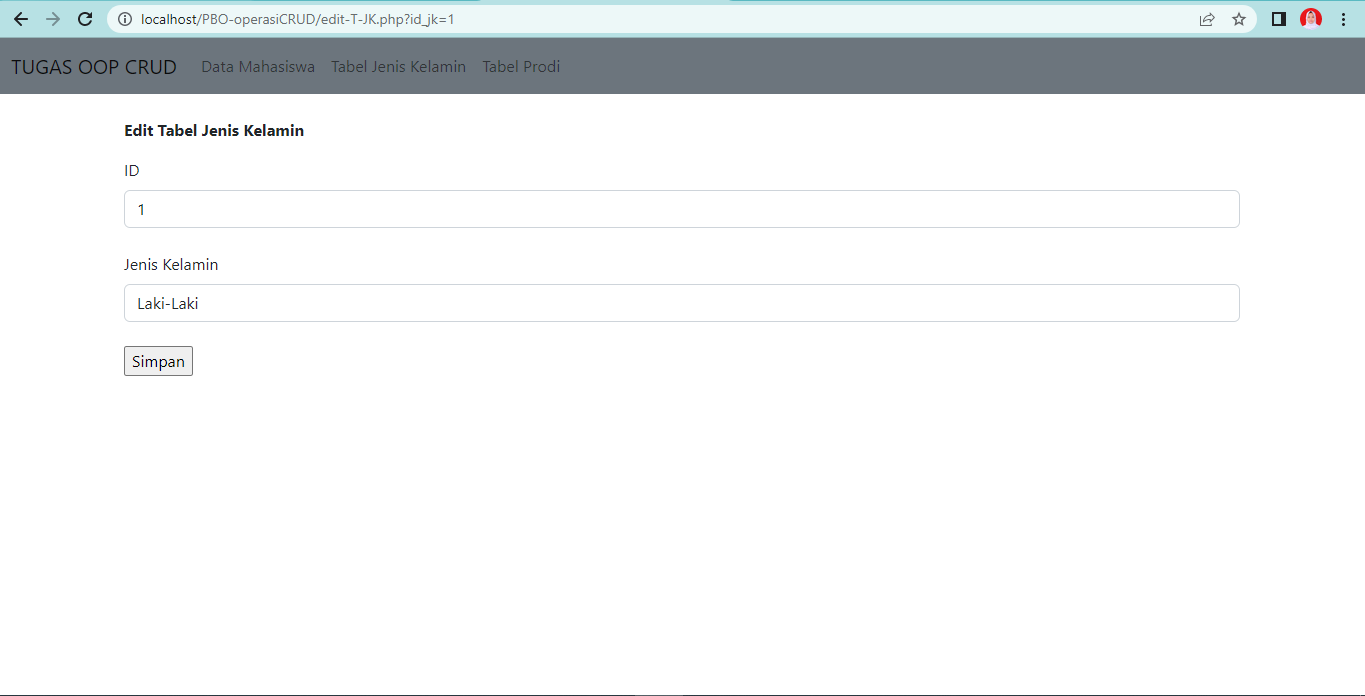 localhost/PBO-operasiCRUD/edit-T-JK.php?id_jk=1
TUGAS OOP CRUD Data Mahasiswa Tabel Jenis Kelamin Tabel Prodi
Edit Tabel Jenis Kelamin
ID
1
Jenis Kelamin
Laki-Laki
Simpan